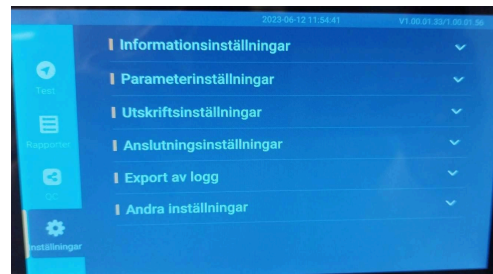 2023-06-12 11:54:41 V1.00.01.33/1.00.01.56
Informationsinställningar
Parameterinställningar
Utskriftsinställningar
Anslutningsinställningar
Export av logg
Andra inställningar
Test
Rapporter
QC
Inställningar